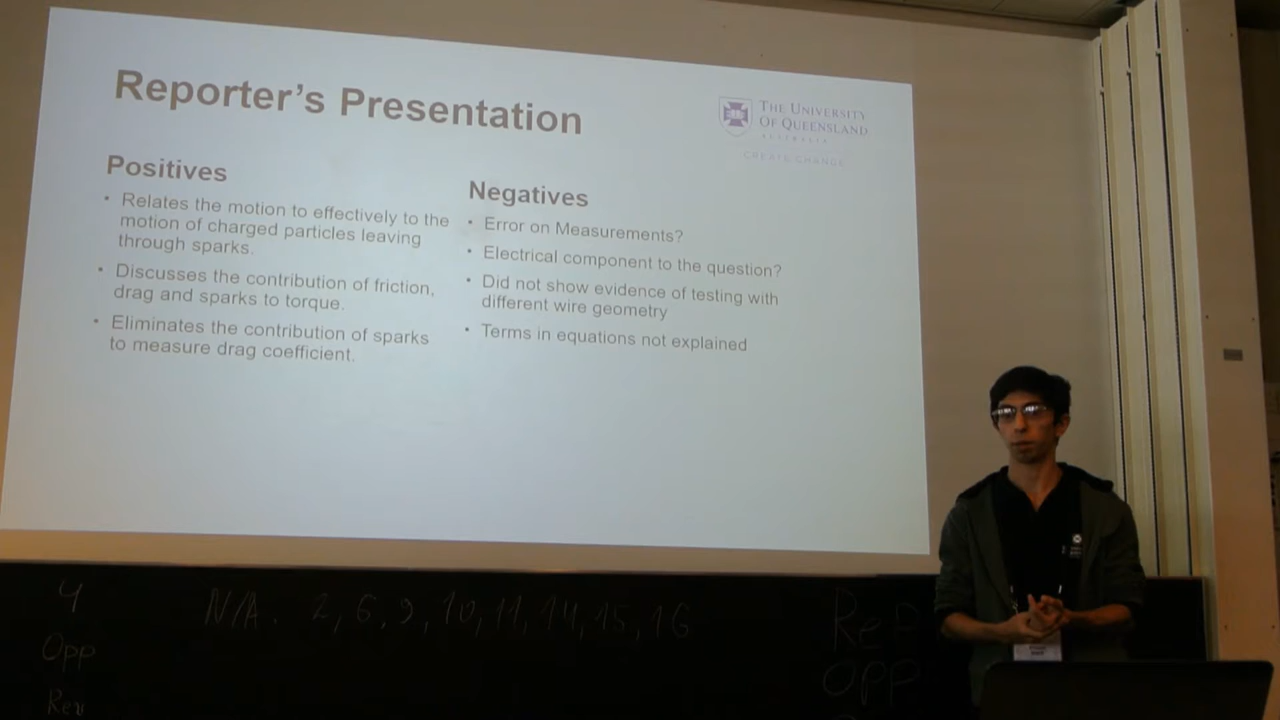 Reporter's Presentation
THE UNIVERSITY
OF QUEENSLAND
AUSTRALIA
CREATE CHANGE
Positives
• Relates the motion to effectively to the
motion of charged particles leaving
through sparks.
• Discusses the contribution of friction,
drag and sparks to torque.
• Eliminates the contribution of sparks
to measure drag coefficient.
Negatives
• Error on Measurements?
• Electrical component to the question?
• Did not show evidence of testing with
different wire geometry
• Terms in equations not explained
4
N/A. 2, 6, 9, 10, 11, 14, 15, 16
Opp
Rev
Rep
Opp